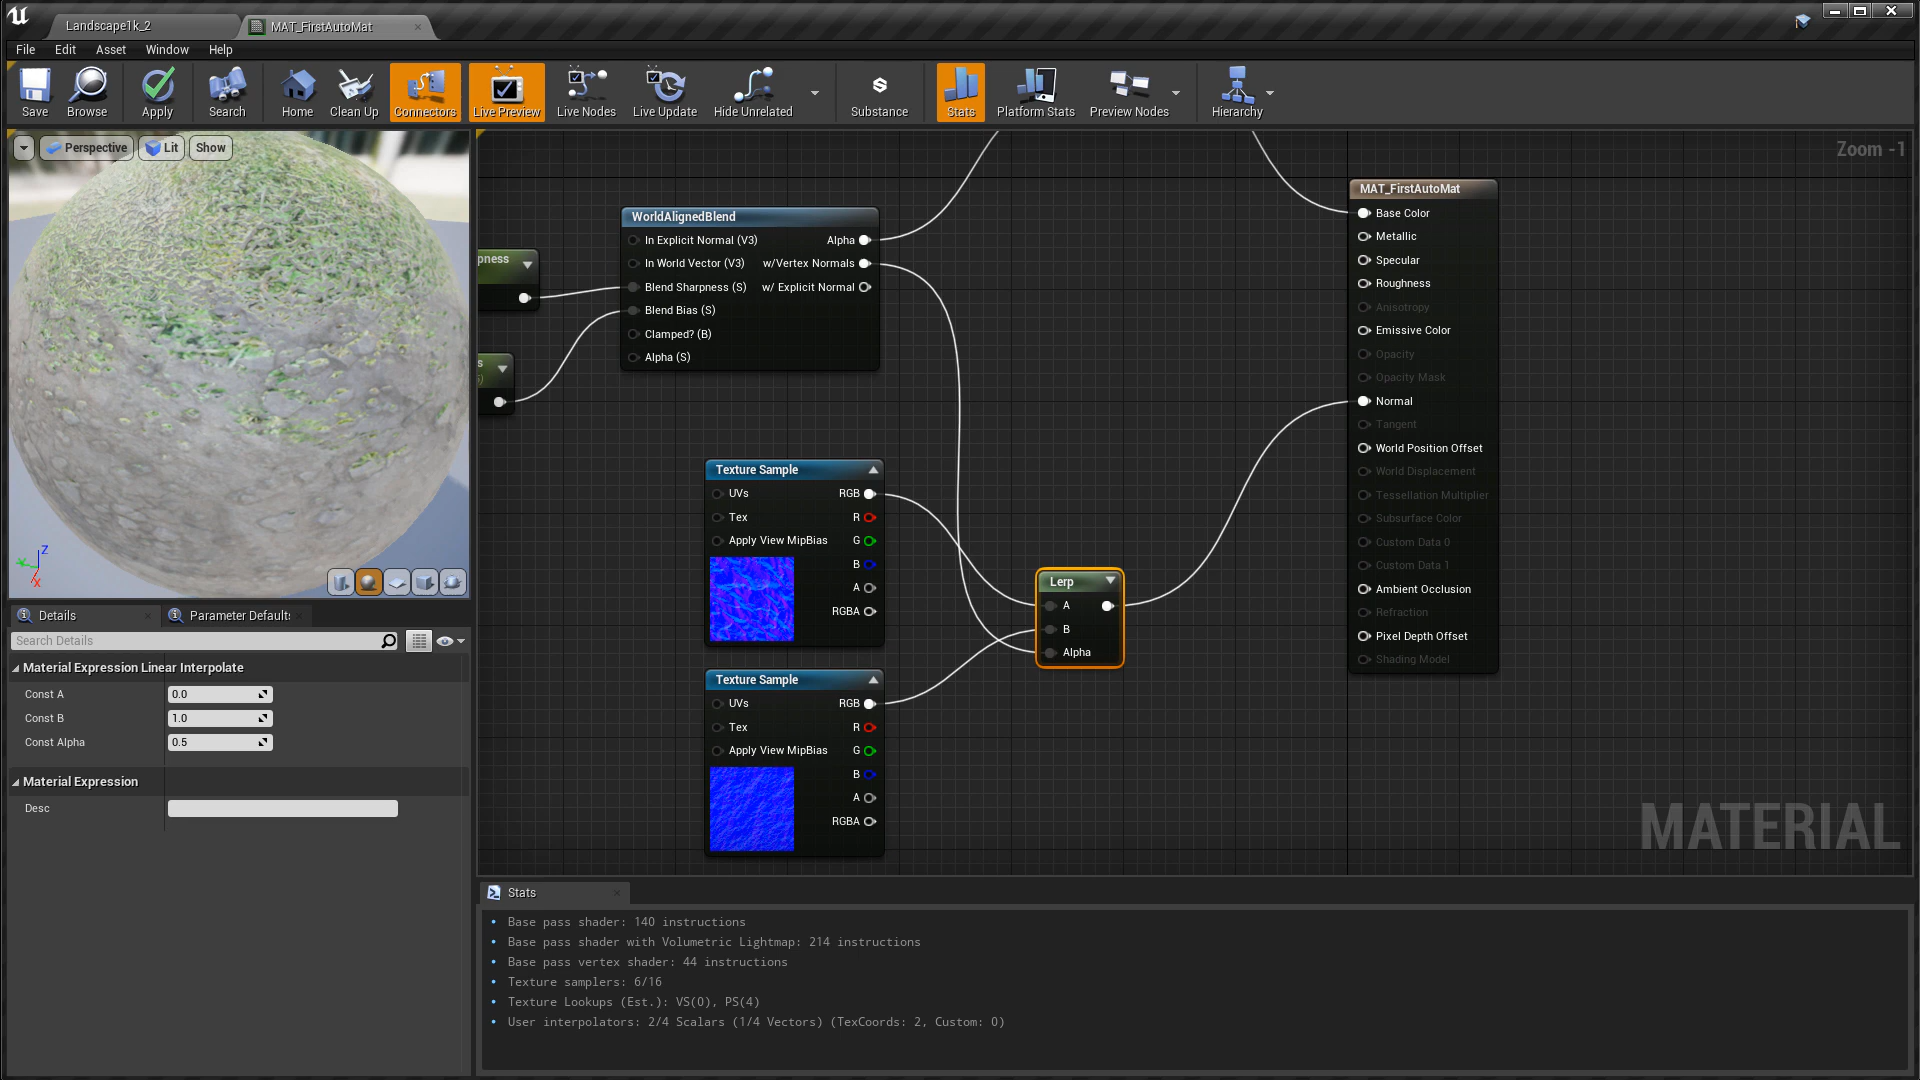 Landscape1k_2
MAT_FirstAutoMat
File Edit Asset Window Help
Save Browse Apply Search Home Clean Up Connectors Live Preview Live Nodes Live Update Hide Unrelated Substance Stats Platform Stats Preview Nodes Hierarchy
Perspective Lit Show
Zoom -1
Z
X
pness
s
WorldAlignedBlend
In Explicit Normal (V3) Alpha
In World Vector (V3) w/Vertex Normals
Blend Sharpness (S) w/ Explicit Normal
Blend Bias (S)
Clamped? (B)
Alpha (S)
Texture Sample
UVs RGB
Tex R
Apply View MipBias G
B
A
RGBA
Texture Sample
UVs RGB
Tex R
Apply View MipBias G
B
A
RGBA
Lerp
A
B
Alpha
MAT_FirstAutoMat
Base Color
Metallic
Specular
Roughness
Anisotropy
Emissive Color
Opacity
Opacity Mask
Normal
Tangent
World Position Offset
World Displacement
Tessellation Multiplier
Subsurface Color
Custom Data 0
Custom Data 1
Ambient Occlusion
Refraction
Pixel Depth Offset
Shading Model
MATERIAL
Details Parameter Default
Search Details
Material Expression Linear Interpolate
Const A 0.0
Const B 1.0
Const Alpha 0.5
Material Expression
Desc
Stats
Base pass shader: 140 instructions
Base pass shader with Volumetric Lightmap: 214 instructions
Base pass vertex shader: 44 instructions
Texture samplers: 6/16
Texture Lookups (Est.): VS(0), PS(4)
User interpolators: 2/4 Scalars (1/4 Vectors) (TexCoords: 2, Custom: 0)